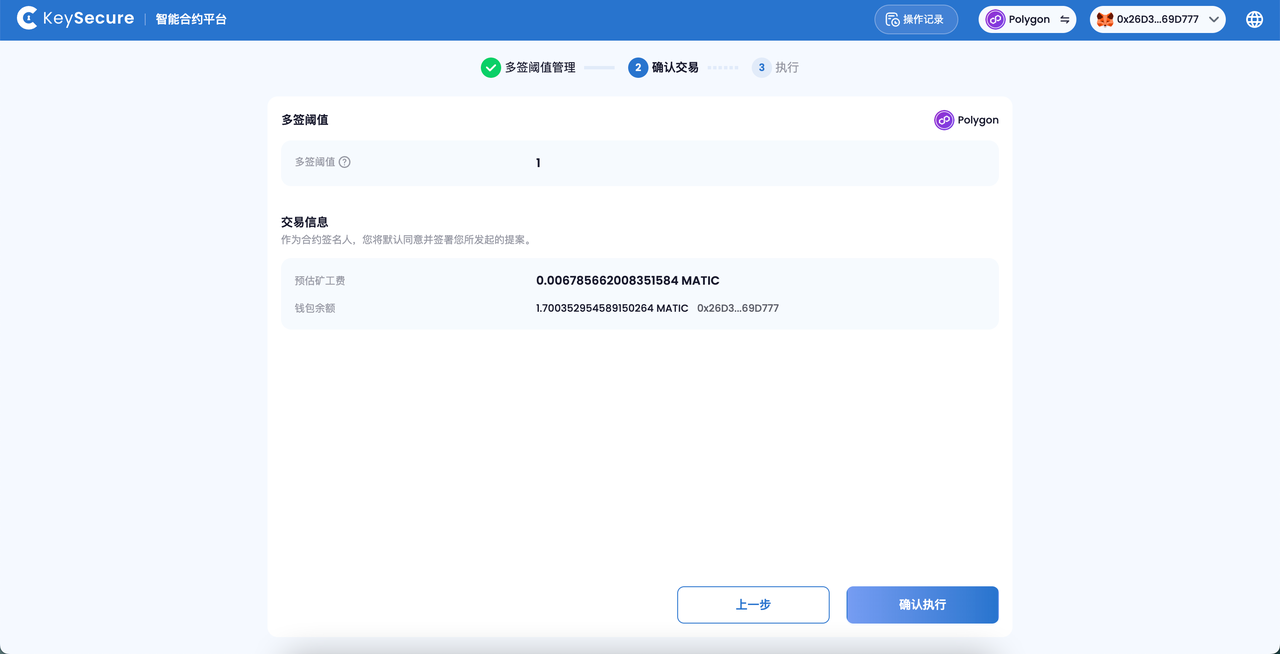 KeySecure 智能合约平台 操作记录 Polygon 0x26D3...69D777
多签阈值管理 2 确认交易 3 执行
多签阈值 Polygon
多签阈值 ? 1
交易信息
作为合约签名人，您将默认同意并签署您所发起的提案。
预估矿工费 0.006785662008351584 MATIC
钱包余额 1.700352954589150264 MATIC 0x26D3...69D777
上一步 确认执行